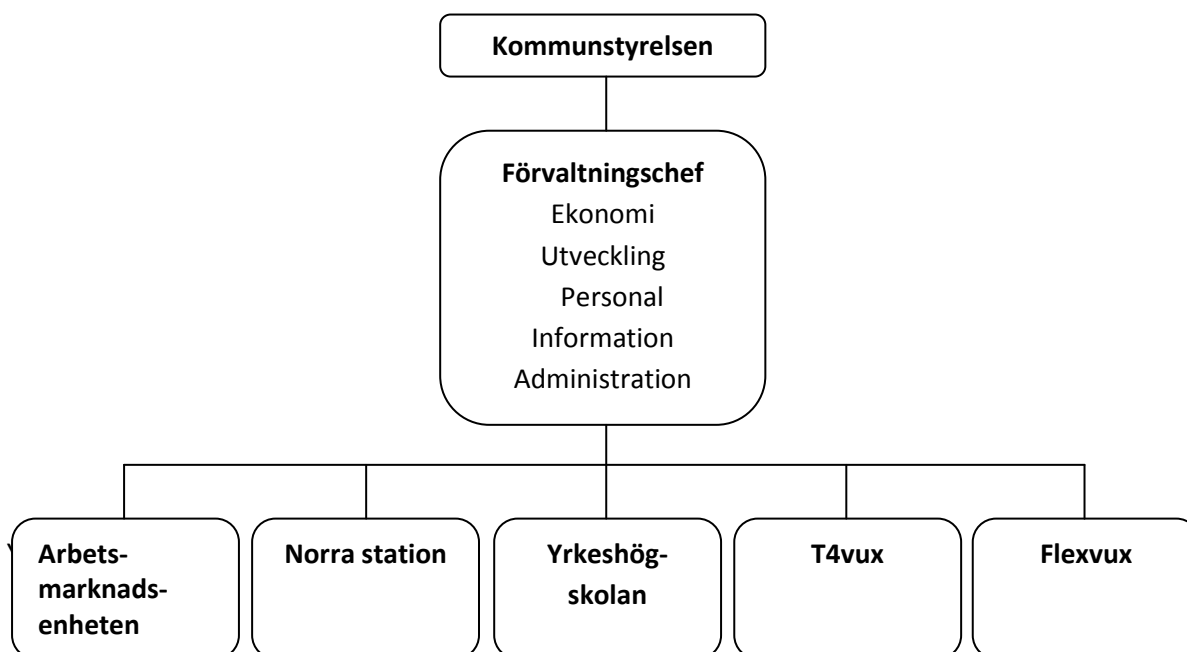 Kommunstyrelsen
Förvaltningschef
Ekonomi
Utveckling
Personal
Information
Administration
Arbets-
marknads-
enheten
Norra station
Yrkeshög-
skolan
T4vux
Flexvux